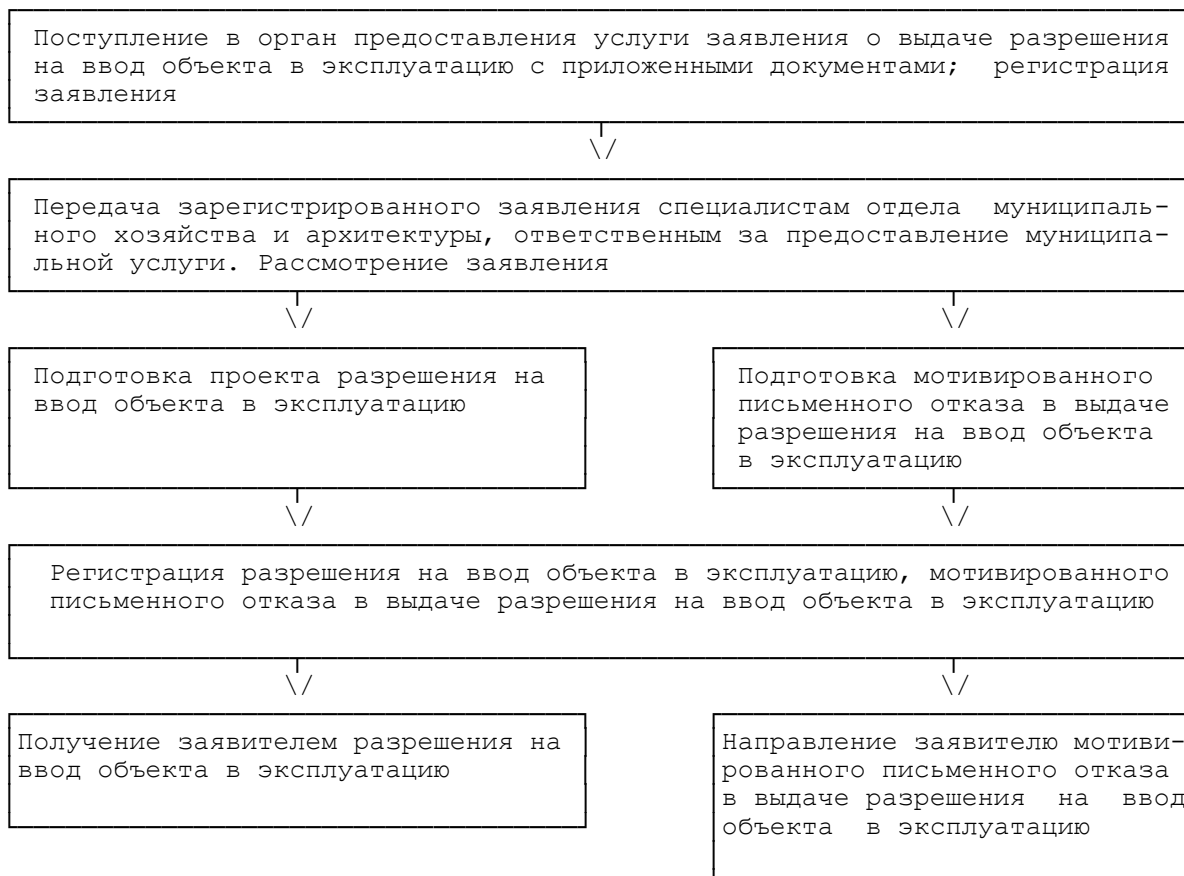 Поступление в орган предоставления услуги заявления о выдаче разрешения
на ввод объекта в эксплуатацию с приложенными документами; регистрация
заявления
\/
Передача зарегистрированного заявления специалистам отдела муниципаль-
ного хозяйства и архитектуры, ответственным за предоставление муниципа-
льной услуги. Рассмотрение заявления
\/ \/
Подготовка проекта разрешения на
ввод объекта в эксплуатацию
Подготовка мотивированного
письменного отказа в выдаче
разрешения на ввод объекта
в эксплуатацию
\/ \/
Регистрация разрешения на ввод объекта в эксплуатацию, мотивированного
письменного отказа в выдаче разрешения на ввод объекта в эксплуатацию
\/ \/
Получение заявителем разрешения на
ввод объекта в эксплуатацию
Направление заявителю мотиви-
рованного письменного отказа
в выдаче разрешения на ввод
объекта в эксплуатацию